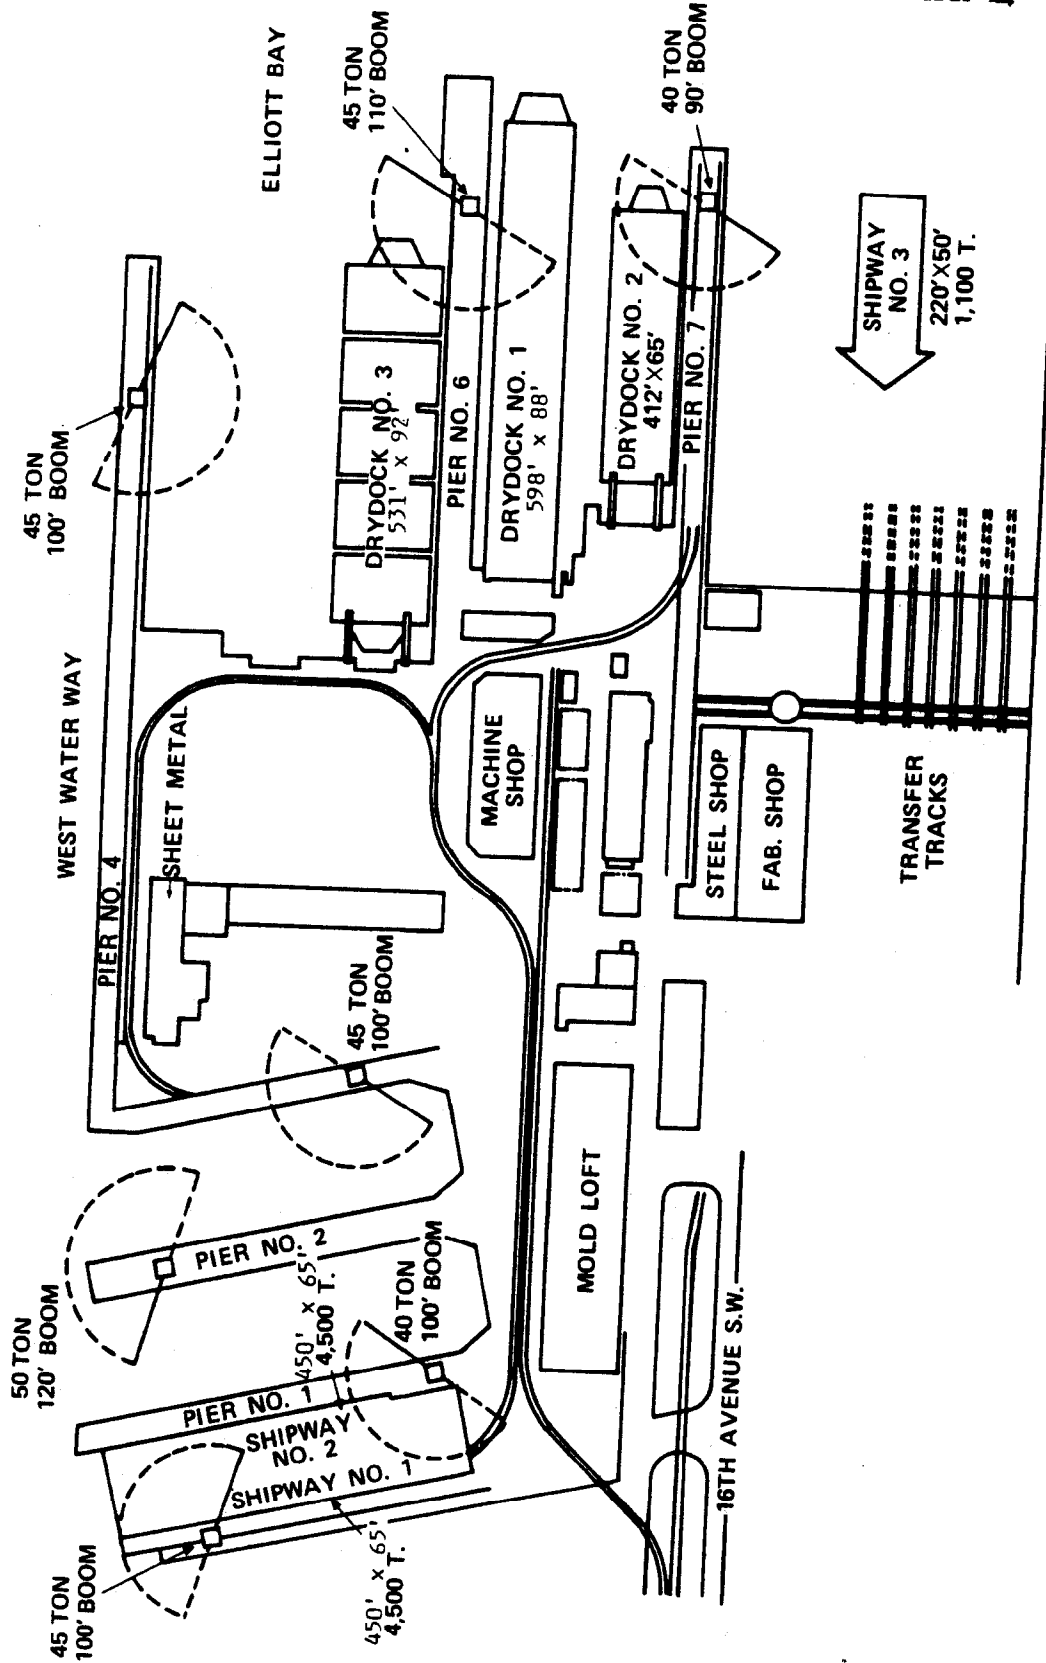 45 TON
100' BOOM
50 TON
120' BOOM
45 TON
100' BOOM
ELLIOTT BAY
45 TON
110' BOOM
40 TON
90' BOOM
WEST WATER WAY
PIER NO. 4
SHEET METAL
45 TON
100' BOOM
PIER NO. 2
450' x 65'
4,500 T.
40 TON
100' BOOM
PIER NO. 1
SHIPWAY
NO. 2
SHIPWAY NO. 1
450' x 65'
4,500 T.
DRYDOCK NO. 3
531' x 92'
PIER NO. 6
DRYDOCK NO. 1
598' x 88'
DRYDOCK NO. 2
412'X65'
PIER NO. 7
SHIPWAY
NO. 3
220'X50'
1,100 T.
MACHINE
SHOP
STEEL SHOP
FAB. SHOP
TRANSFER
TRACKS
MOLD LOFT
16TH AVENUE S.W.